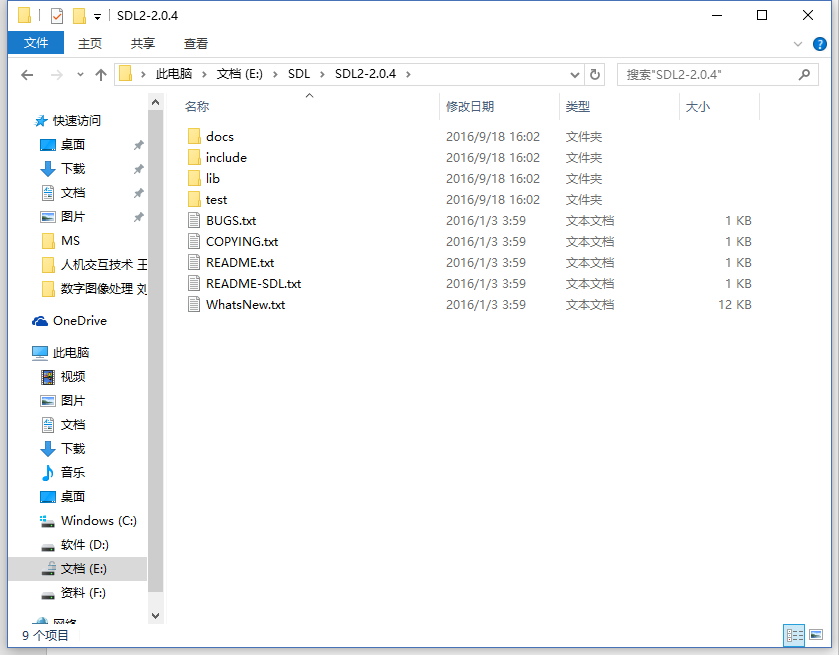 SDL2-2.0.4
文件 主页 共享 查看
此电脑 文档 (E:) SDL SDL2-2.0.4 搜索"SDL2-2.0.4"
名称 修改日期 类型 大小
快速访问
桌面
下载
文档
图片
MS
人机交互技术 王
数字图像处理 刘
OneDrive
此电脑
视频
图片
文档
下载
音乐
桌面
Windows (C:)
软件 (D:)
文档 (E:)
资料 (F:)
网络
docs 2016/9/18 16:02 文件夹
include 2016/9/18 16:02 文件夹
lib 2016/9/18 16:02 文件夹
test 2016/9/18 16:02 文件夹
BUGS.txt 2016/1/3 3:59 文本文档 1 KB
COPYING.txt 2016/1/3 3:59 文本文档 1 KB
README.txt 2016/1/3 3:59 文本文档 1 KB
README-SDL.txt 2016/1/3 3:59 文本文档 1 KB
WhatsNew.txt 2016/1/3 3:59 文本文档 12 KB
9 个项目